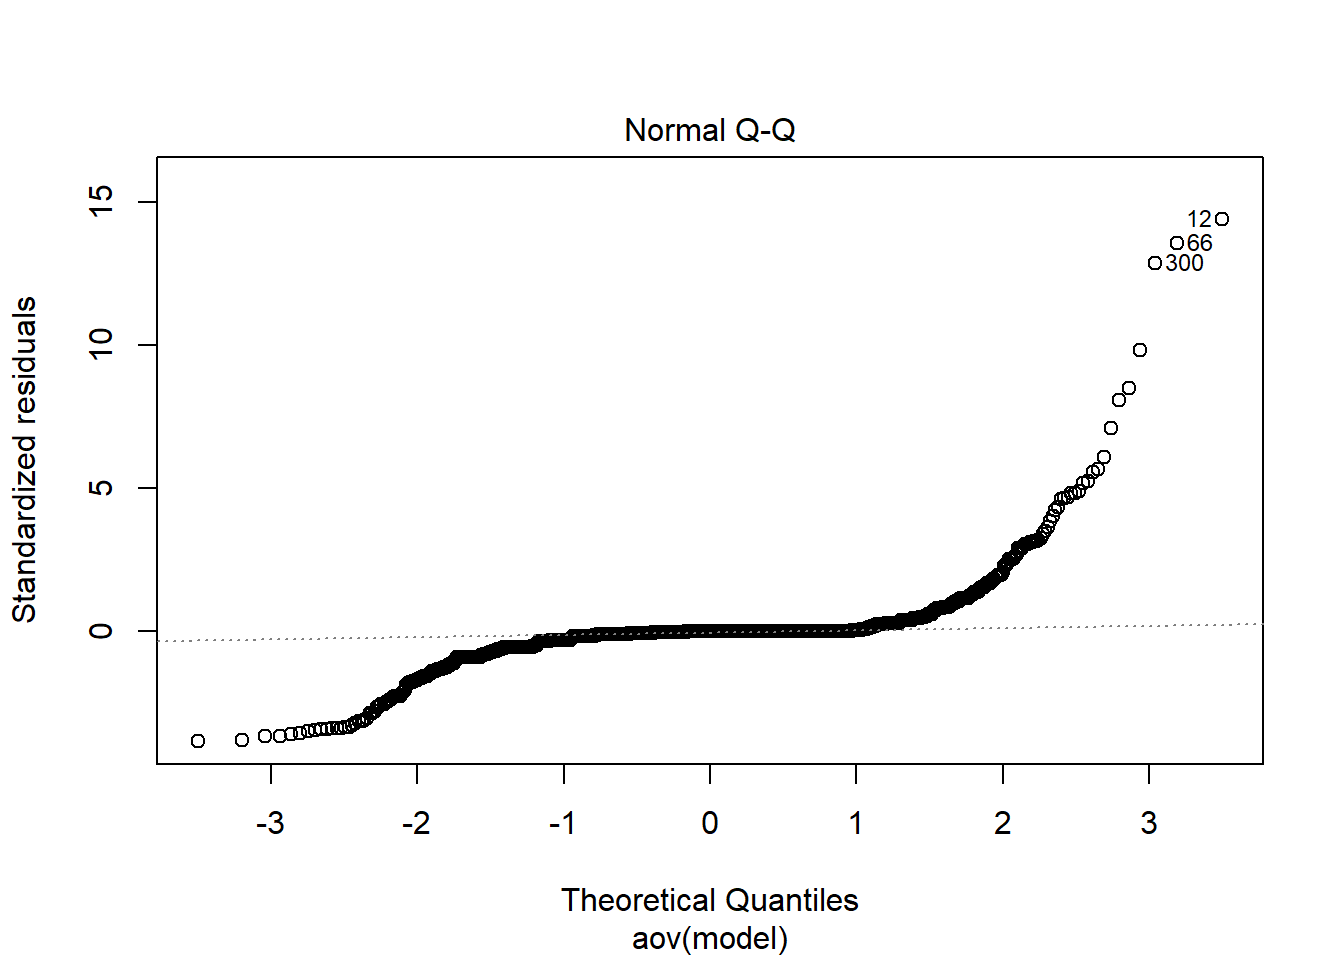 Normal Q-Q
Standardized residuals
15
10
5
0
12
66
300
-3 -2 -1 0 1 2 3
Theoretical Quantiles
aov(model)